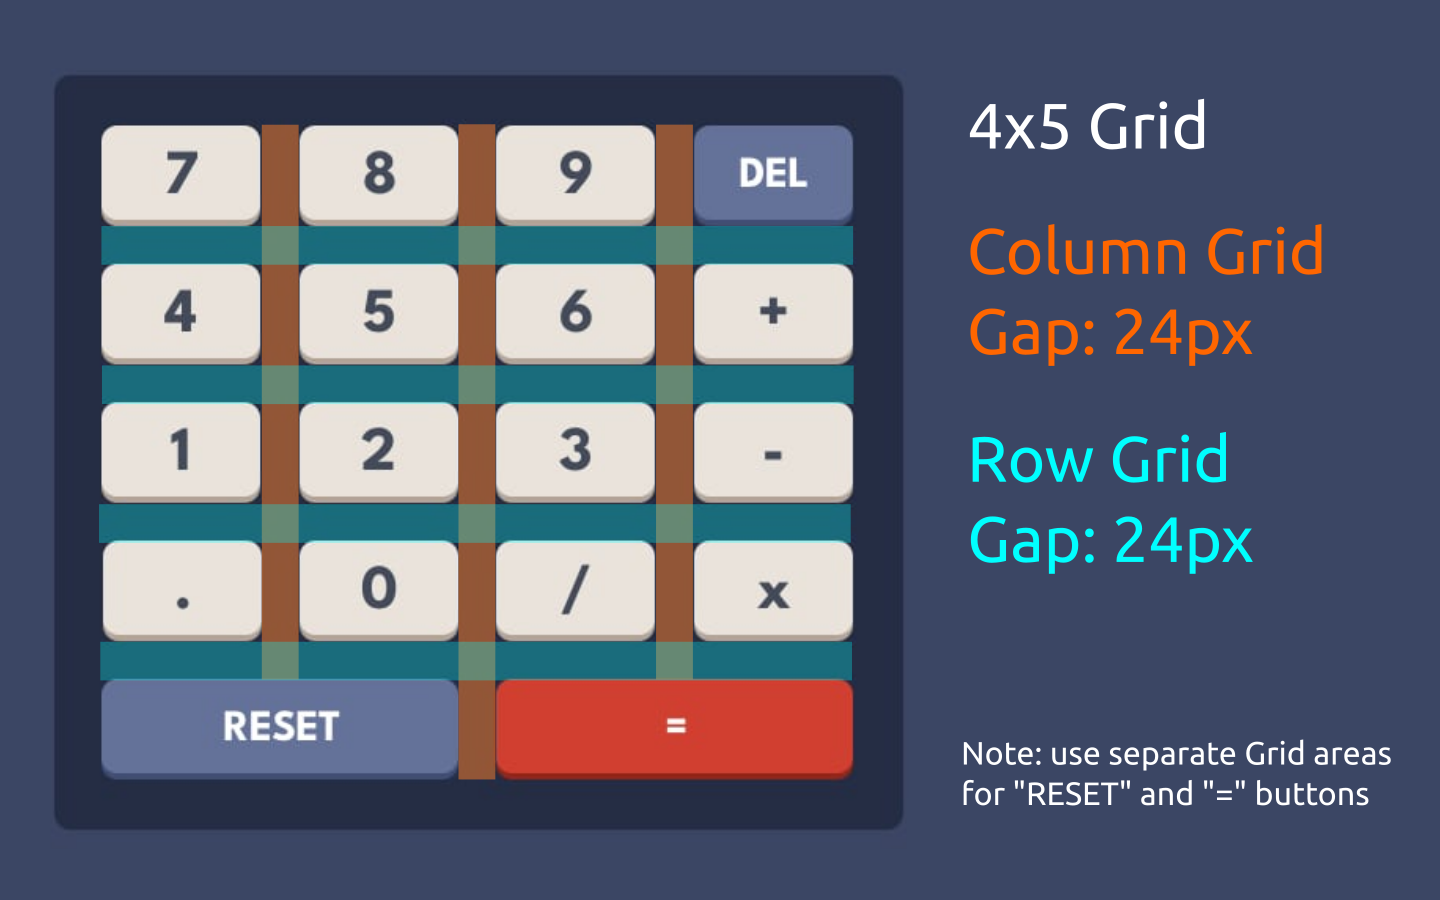 7 8 9 DEL
4 5 6 +
1 2 3 -
. 0 / x
RESET =
4x5 Grid
Column Grid
Gap: 24px
Row Grid
Gap: 24px
Note: use separate Grid areas
for "RESET" and "=" buttons